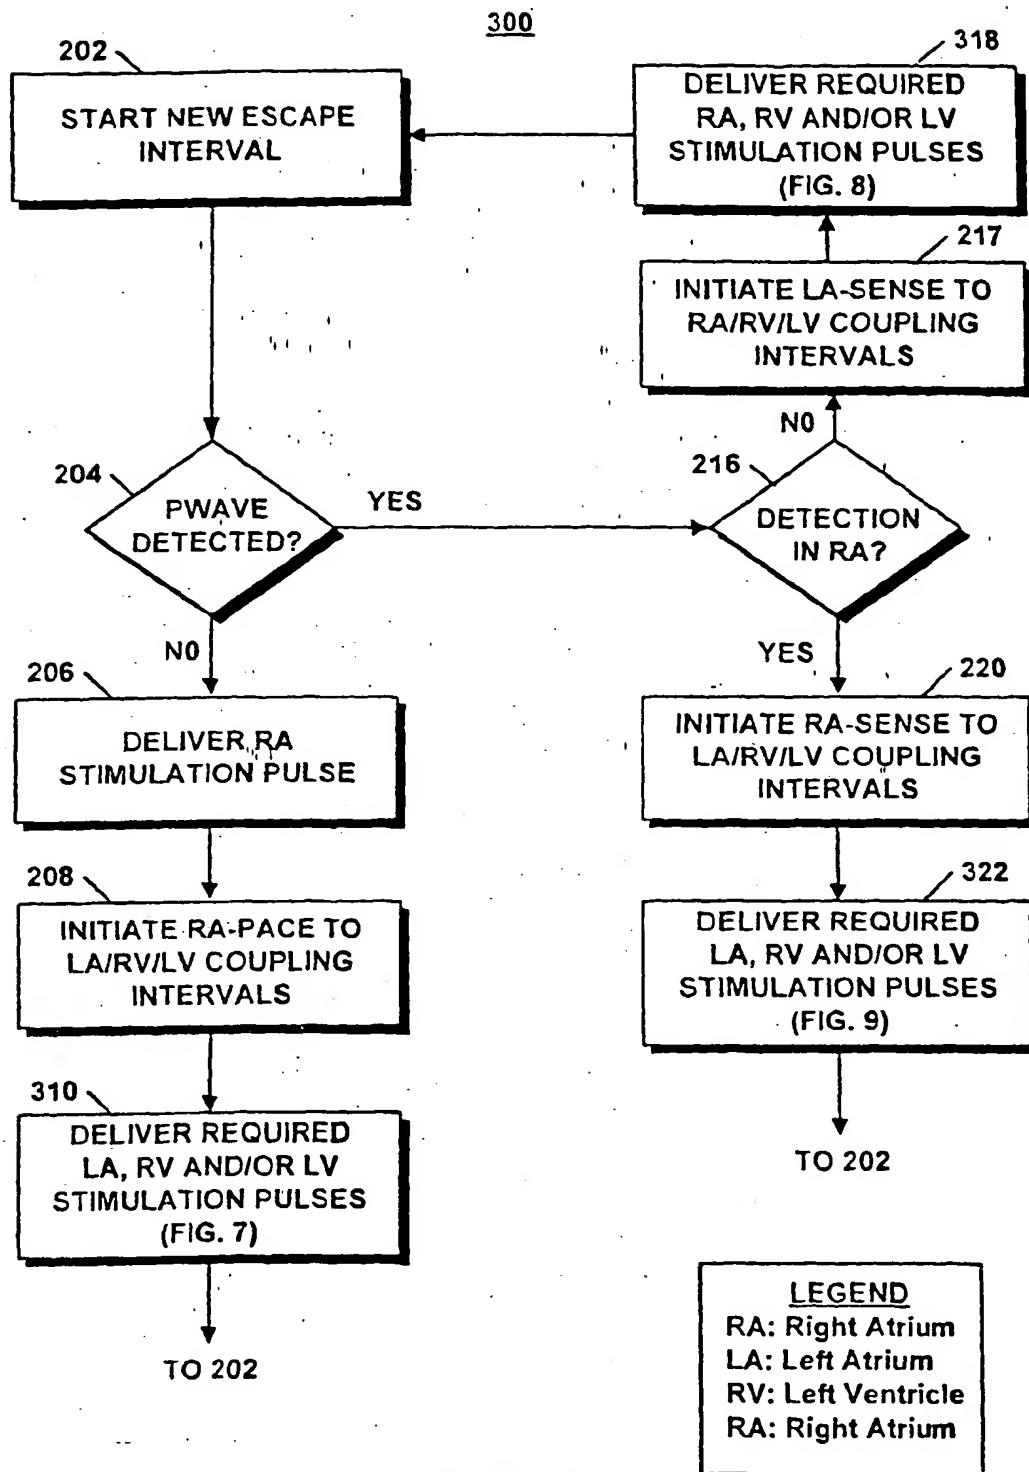 300
202
START NEW ESCAPE
INTERVAL
318
DELIVER REQUIRED
RA, RV AND/OR LV
STIMULATION PULSES
(FIG. 8)
217
INITIATE LA-SENSE TO
RA/RV/LV COUPLING
INTERVALS
NO
204
PWAVE
DETECTED?
YES
216
DETECTION
IN RA?
NO
YES
206
DELIVER RA
STIMULATION PULSE
220
INITIATE RA-SENSE TO
LA/RV/LV COUPLING
INTERVALS
208
INITIATE RA-PACE TO
LA/RV/LV COUPLING
INTERVALS
322
DELIVER REQUIRED
LA, RV AND/OR LV
STIMULATION PULSES
(FIG. 9)
310
DELIVER REQUIRED
LA, RV AND/OR LV
STIMULATION PULSES
(FIG. 7)
TO 202
TO 202
LEGEND
RA: Right Atrium
LA: Left Atrium
RV: Left Ventricle
RA: Right Atrium